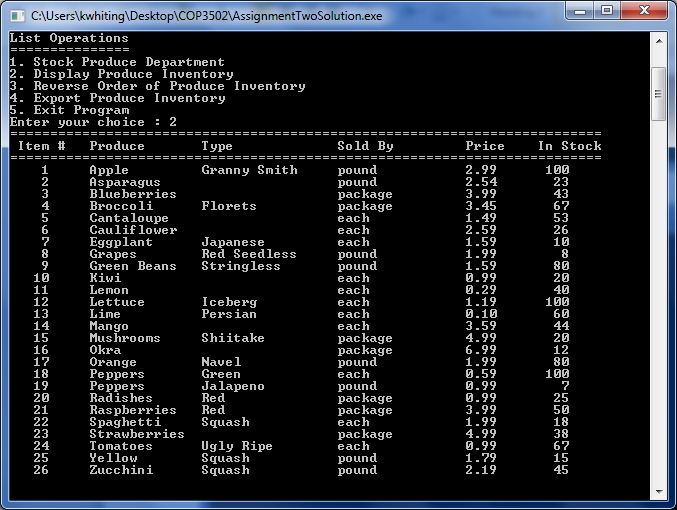 C:\Users\kwhiting\Desktop\COP3502\AssignmentTwoSolution.exe
List Operations
===============
1. Stock Produce Department
2. Display Produce Inventory
3. Reverse Order of Produce Inventory
4. Export Produce Inventory
5. Exit Program
Enter your choice : 2
==========================================================================
Item # Produce Type Sold By Price In Stock
==========================================================================
1 Apple Granny Smith pound 2.99 100
2 Asparagus pound 2.54 23
3 Blueberries package 3.99 43
4 Broccoli Florets package 3.45 67
5 Cantaloupe each 1.49 53
6 Cauliflower each 2.59 26
7 Eggplant Japanese each 1.59 10
8 Grapes Red Seedless pound 1.99 8
9 Green Beans Stringless pound 1.59 80
10 Kiwi each 0.99 20
11 Lemon each 0.29 40
12 Lettuce Iceberg each 1.19 100
13 Lime Persian each 0.10 60
14 Mango each 3.59 44
15 Mushrooms Shiitake package 4.99 20
16 Okra package 6.99 12
17 Orange Navel pound 1.99 80
18 Peppers Green each 0.59 100
19 Peppers Jalapeno pound 0.99 7
20 Radishes Red package 0.99 25
21 Raspberries Red package 3.99 50
22 Spaghetti Squash each 1.99 18
23 Strawberries package 4.99 38
24 Tomatoes Ugly Ripe each 0.99 67
25 Yellow Squash pound 1.79 15
26 Zucchini Squash pound 2.19 45